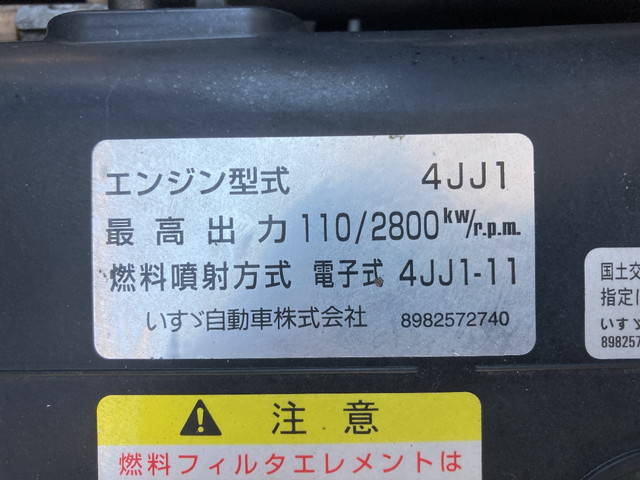 エンジン型式 4JJ1
最高出力 110/2800kw/r.p.m.
燃料噴射方式 電子式 4JJ1-11
いすゞ自動車株式会社 8982572740
国土交
指定に
いすゞ
898257
⚠ 注意
燃料フィルタエレメントは